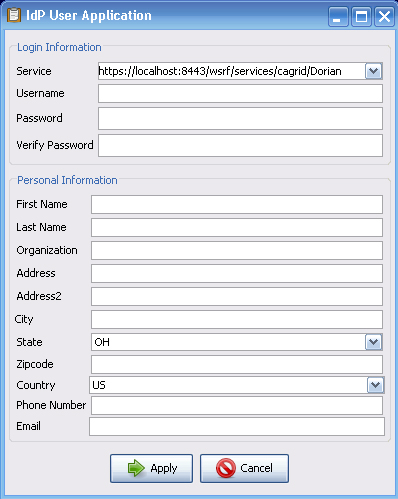 IdP User Application
Login Information
Service https://localhost:8443/wsrf/services/cagrid/Dorian
Username
Password
Verify Password
Personal Information
First Name
Last Name
Organization
Address
Address2
City
State OH
Zipcode
Country US
Phone Number
Email
Apply Cancel